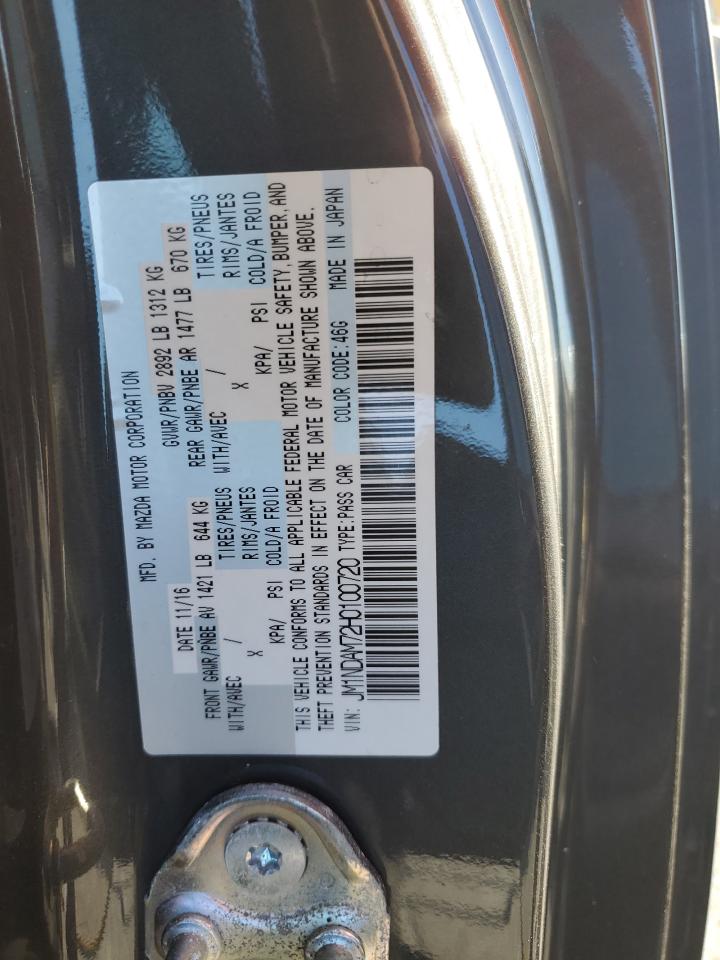 MFD. BY MAZDA MOTOR CORPORATION
DATE 11/16 GVWR/PNBV 2892 LB 1312 KG
FRONT GAWR/PNBE AV 1421 LB 644 KG REAR GAWR/PNBE AR 1477 LB 670 KG
WITH/AVEC / TIRES/PNEUS WITH/AVEC / TIRES/PNEUS
X RIMS/JANTES X RIMS/JANTES
KPA/ PSI COLD/A FROID KPA/ PSI COLD/A FROID
THIS VEHICLE CONFORMS TO ALL APPLICABLE FEDERAL MOTOR VEHICLE SAFETY, BUMPER, AND
THEFT PREVENTION STANDARDS IN EFFECT ON THE DATE OF MANUFACTURE SHOWN ABOVE.
VIN: JM1NDAM72H0100720 TYPE:PASS CAR COLOR CODE:46G MADE IN JAPAN